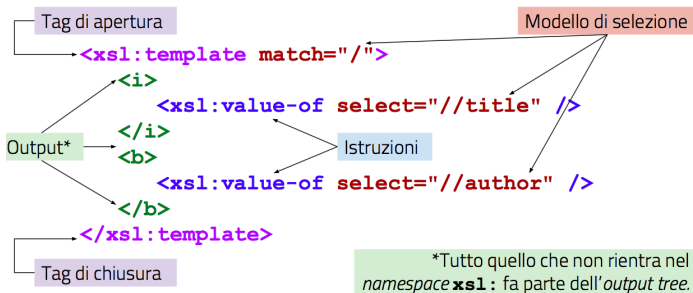 Tag di apertura
Modello di selezione
<xsl:template match="/">
<i>
<xsl:value-of select="//title" />
</i>
Output*
Istruzioni
<b>
<xsl:value-of select="//author" />
</b>
</xsl:template>
Tag di chiusura
*Tutto quello che non rientra nel
namespace xsl: fa parte dell'output tree.